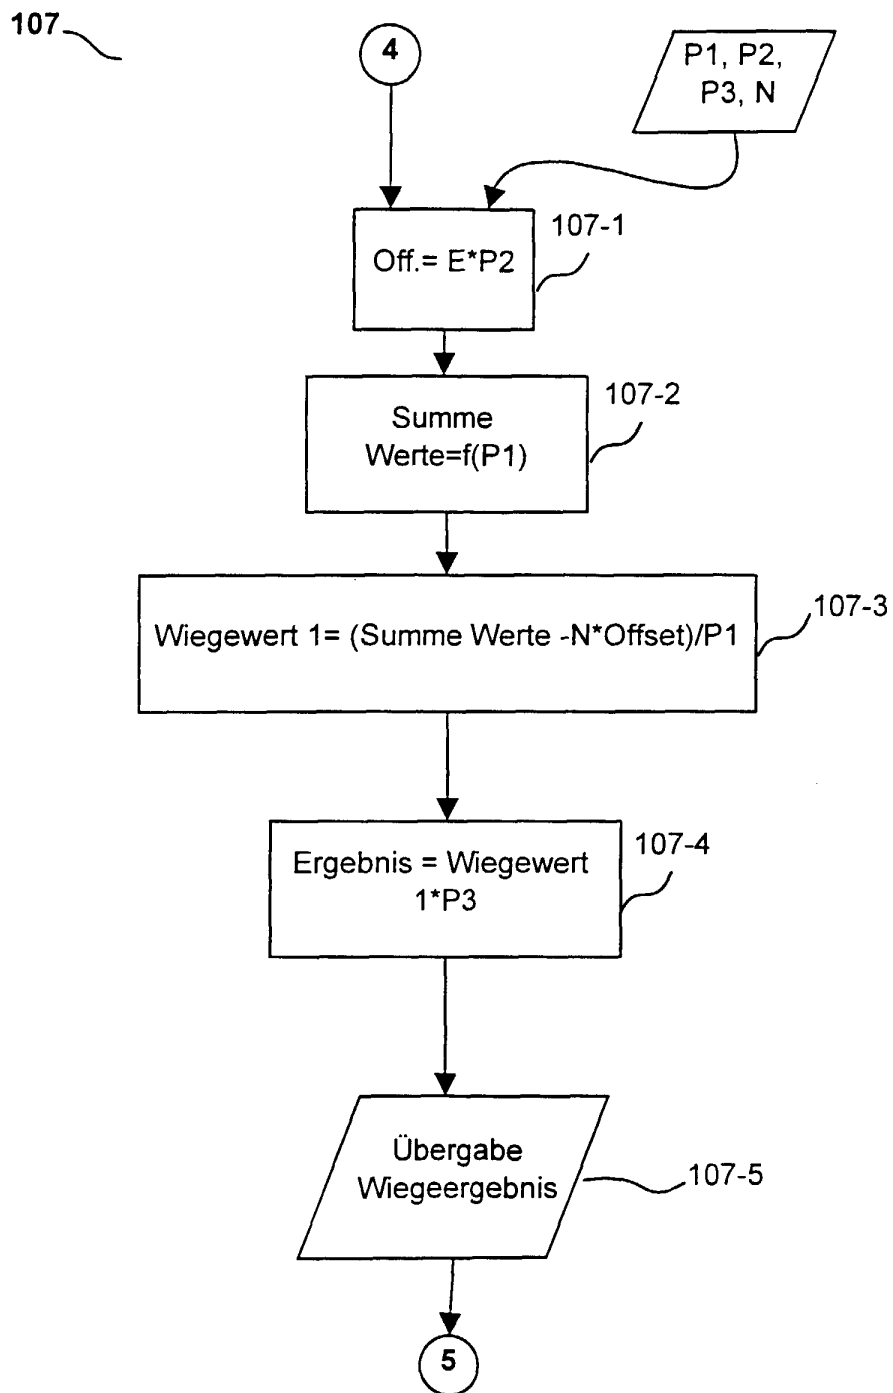 107
4
P1, P2,
P3, N
107-1
Off.= E*P2
107-2
Summe
Werte=f(P1)
107-3
Wiegewert 1= (Summe Werte -N*Offset)/P1
107-4
Ergebnis = Wiegewert
1*P3
Übergabe
Wiegeergebnis
107-5
5